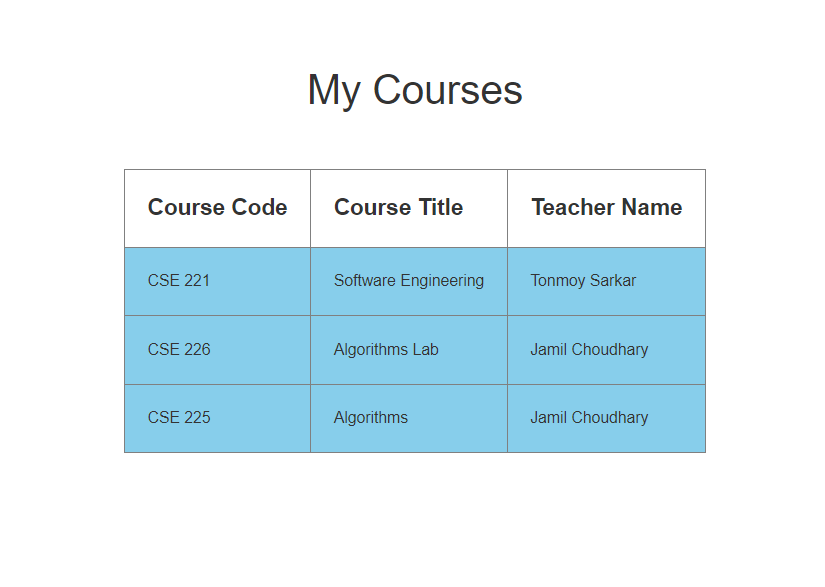 My Courses
Course Code Course Title Teacher Name
CSE 221 Software Engineering Tonmoy Sarkar
CSE 226 Algorithms Lab Jamil Choudhary
CSE 225 Algorithms Jamil Choudhary